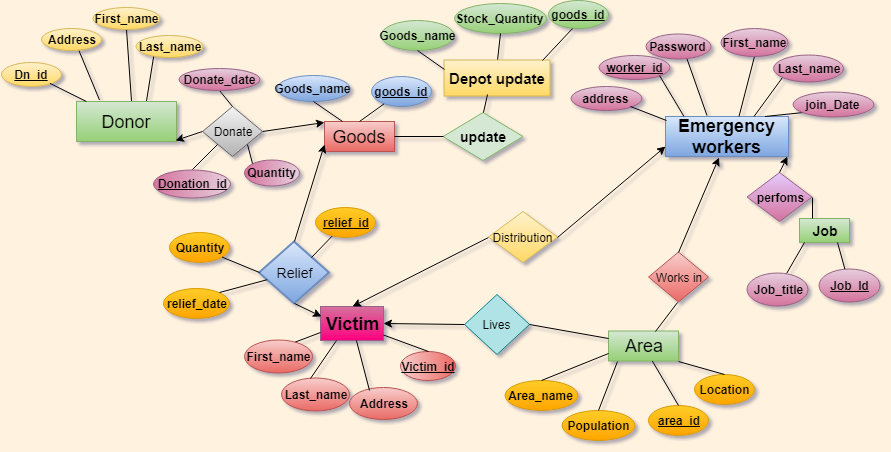 First_name
Address
Last_name
Dn_id
Donor
Donate_date
Donate
Donation_id
Quantity
Goods_name
goods_id
Goods
Goods_name
Stock_Quantity
goods_id
Depot update
update
First_name
Password
worker_id
Last_name
address
join_Date
Emergency
workers
perfoms
Job
Job_title
Job_Id
Distribution
Works in
relief_id
Quantity
Relief
relief_date
Victim
First_name
Last_name
Address
Victim_id
Lives
Area
Area_name
Population
area_id
Location